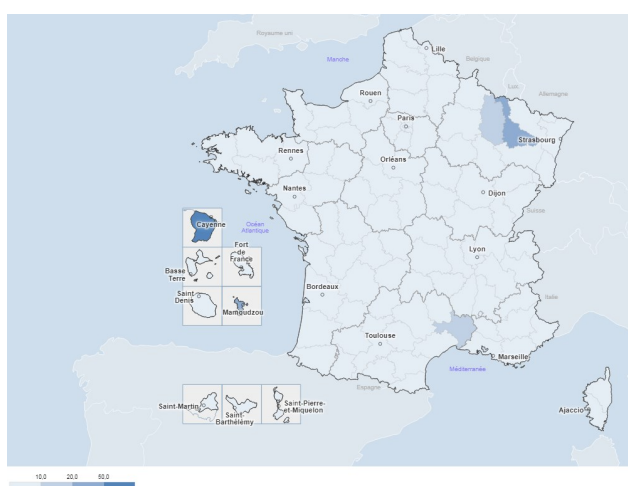 Royaume uni
Lille
Belgique
Manche
Lux.
Allemagne
Rouen
Paris
Strasbourg
Rennes
Orléans
Nantes
Dijon
Suisse
Cayenne
Océan
Atlantique
Fort
de
France
Basse
Terre
Lyon
Saint
Denis
Mamoudzou
Bordeaux
Italie
Toulouse
Marseille
Méditerranée
Espagne
Saint-Martin
Saint-
Barthélémy
Saint-Pierre-
et-Miquelon
Ajaccio
10,0 20,0 50,0